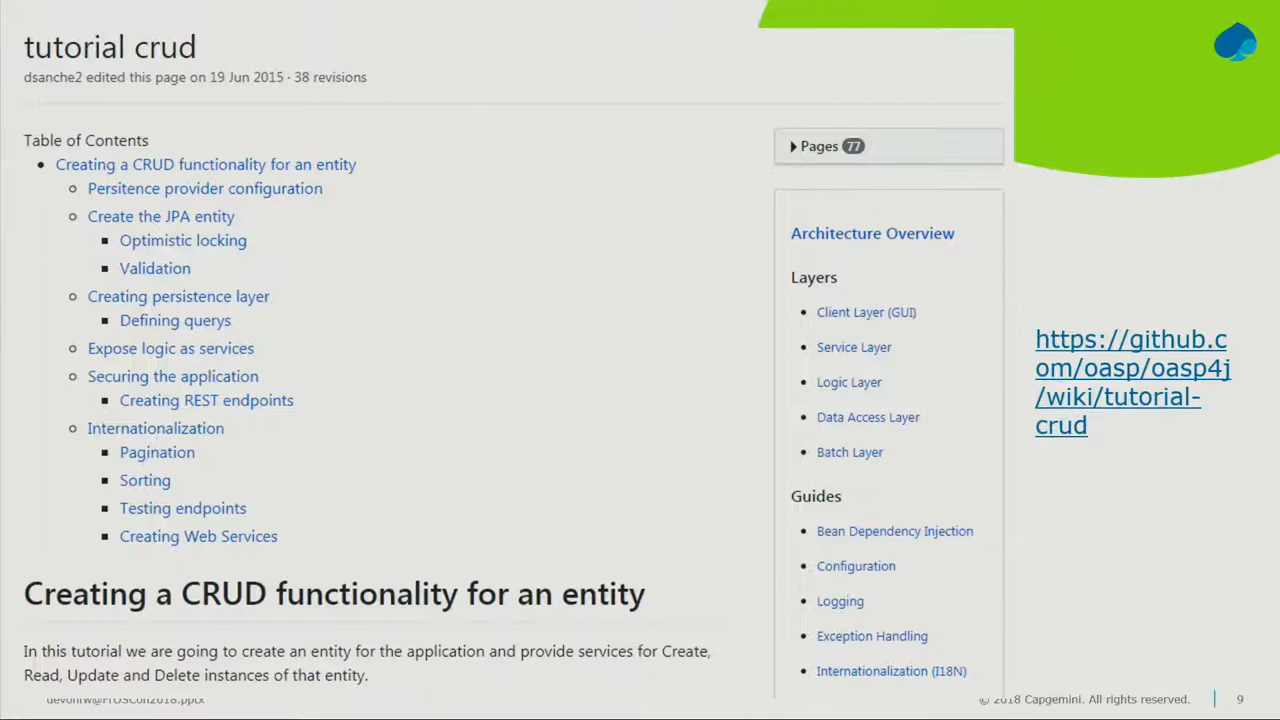 tutorial crud
dsanche2 edited this page on 19 Jun 2015 · 38 revisions
Table of Contents
Creating a CRUD functionality for an entity
Persitence provider configuration
Create the JPA entity
Optimistic locking
Validation
Creating persistence layer
Defining querys
Expose logic as services
Securing the application
Creating REST endpoints
Internationalization
Pagination
Sorting
Testing endpoints
Creating Web Services
Creating a CRUD functionality for an entity
In this tutorial we are going to create an entity for the application and provide services for Create,
Read, Update and Delete instances of that entity.
Pages 77
Architecture Overview
Layers
Client Layer (GUI)
Service Layer
Logic Layer
Data Access Layer
Batch Layer
Guides
Bean Dependency Injection
Configuration
Logging
Exception Handling
Internationalization (I18N)
https://github.c
om/oasp/oasp4j
/wiki/tutorial-
crud
devonfw@FrOSCon2018.pptx
© 2018 Capgemini. All rights reserved.
9